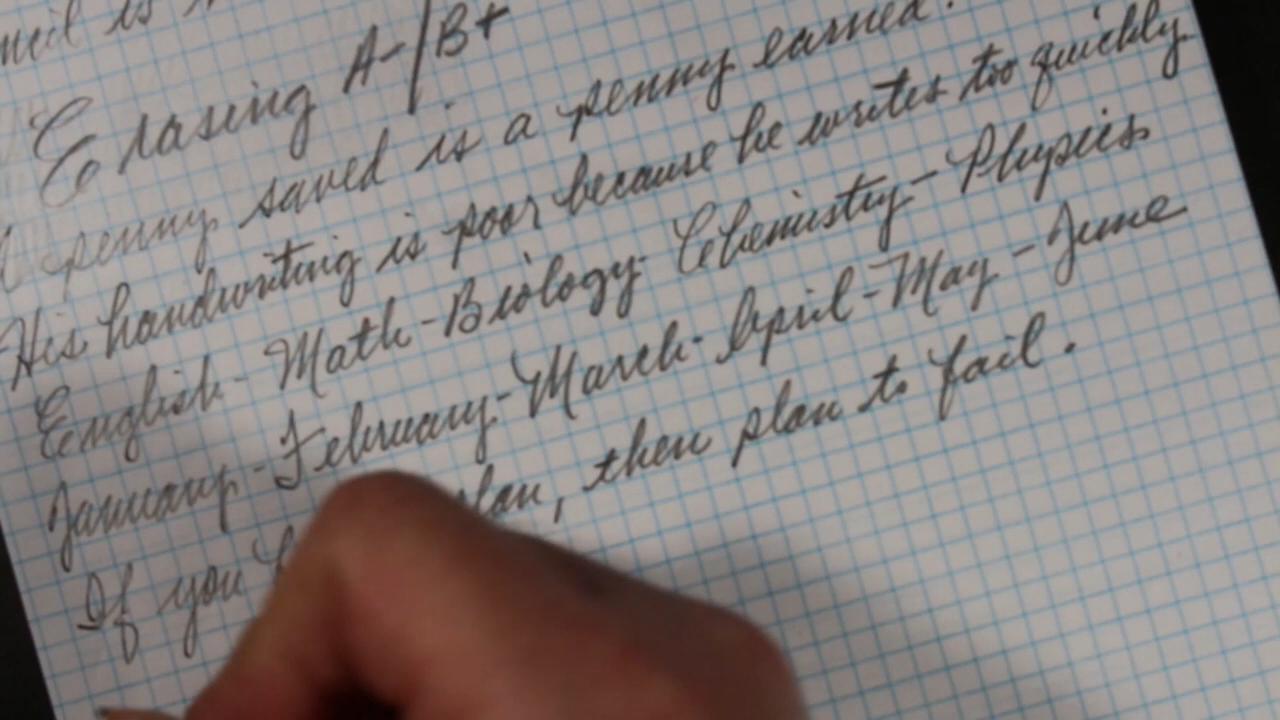 is
Erasing A-/B+
A penny saved is a penny earned.
His handwriting is poor because he writes too quickly
English - Math - Biology - Chemistry - Physics
January - February - March - April - May - June
If you plan, then plan to fail.